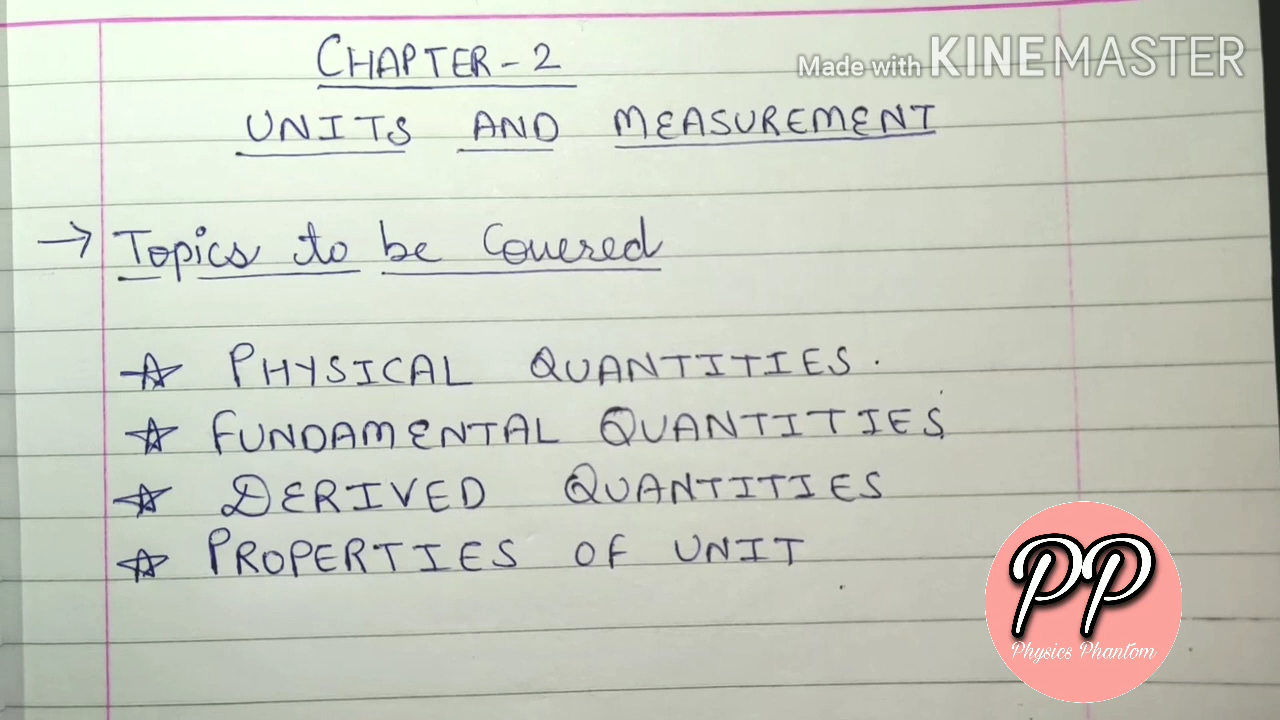 CHAPTER-2
Made with KINEMASTER
UNITS AND MEASUREMENT
→ Topics to be Covered
☆ PHYSICAL QUANTITIES.
☆ FUNDAMENTAL QUANTITIES
☆ DERIVED QUANTITIES
☆ PROPERTIES OF UNIT
PP
Physics Phantom